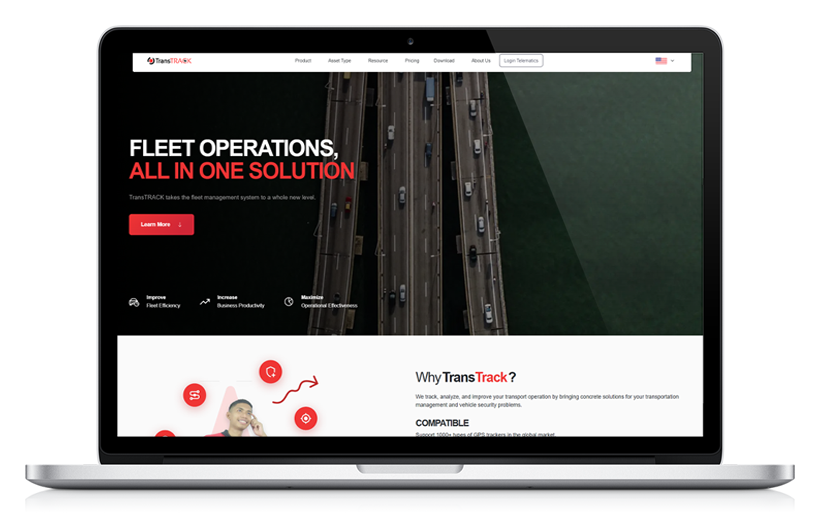 TransTRACK
Product
Asset Type
Resource
Pricing
Download
About Us
Login Telematics
FLEET OPERATIONS,
ALL IN ONE SOLUTION
TransTRACK takes the fleet management system to a whole new level.
Learn More
Improve
Fleet Efficiency
Increase
Business Productivity
Maximize
Operational Effectiveness
Why TransTrack?
We track, analyze, and improve your transport operation by bringing concrete solutions for your transportation
management and vehicle security problems.
COMPATIBLE
Support 1000+ types of GPS trackers in the global market.